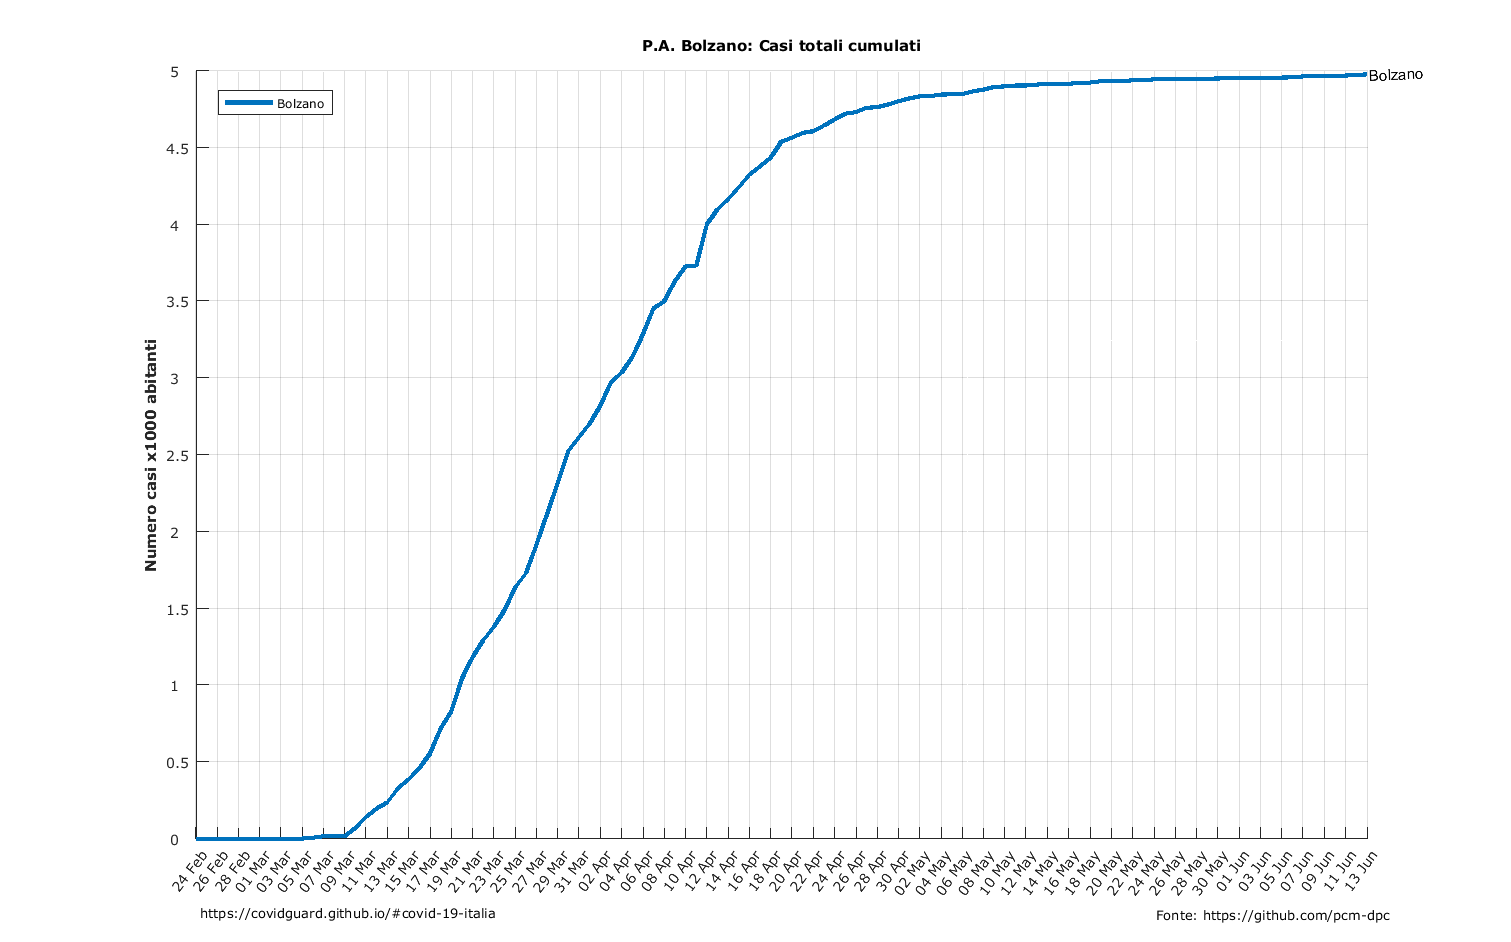 P.A. Bolzano: Casi totali cumulati
5
4.5
4
3.5
3
2.5
2
1.5
1
0.5
0
Numero casi x1000 abitanti
Bolzano
Bolzano
24 Feb
26 Feb
28 Feb
01 Mar
03 Mar
05 Mar
07 Mar
09 Mar
11 Mar
13 Mar
15 Mar
17 Mar
19 Mar
21 Mar
23 Mar
25 Mar
27 Mar
29 Mar
31 Mar
02 Apr
04 Apr
06 Apr
08 Apr
10 Apr
12 Apr
14 Apr
16 Apr
18 Apr
20 Apr
22 Apr
24 Apr
26 Apr
28 Apr
30 Apr
02 May
04 May
06 May
08 May
10 May
12 May
14 May
16 May
18 May
20 May
22 May
24 May
26 May
28 May
30 May
01 Jun
03 Jun
05 Jun
07 Jun
09 Jun
11 Jun
13 Jun
https://covidguard.github.io/#covid-19-italia
Fonte: https://github.com/pcm-dpc